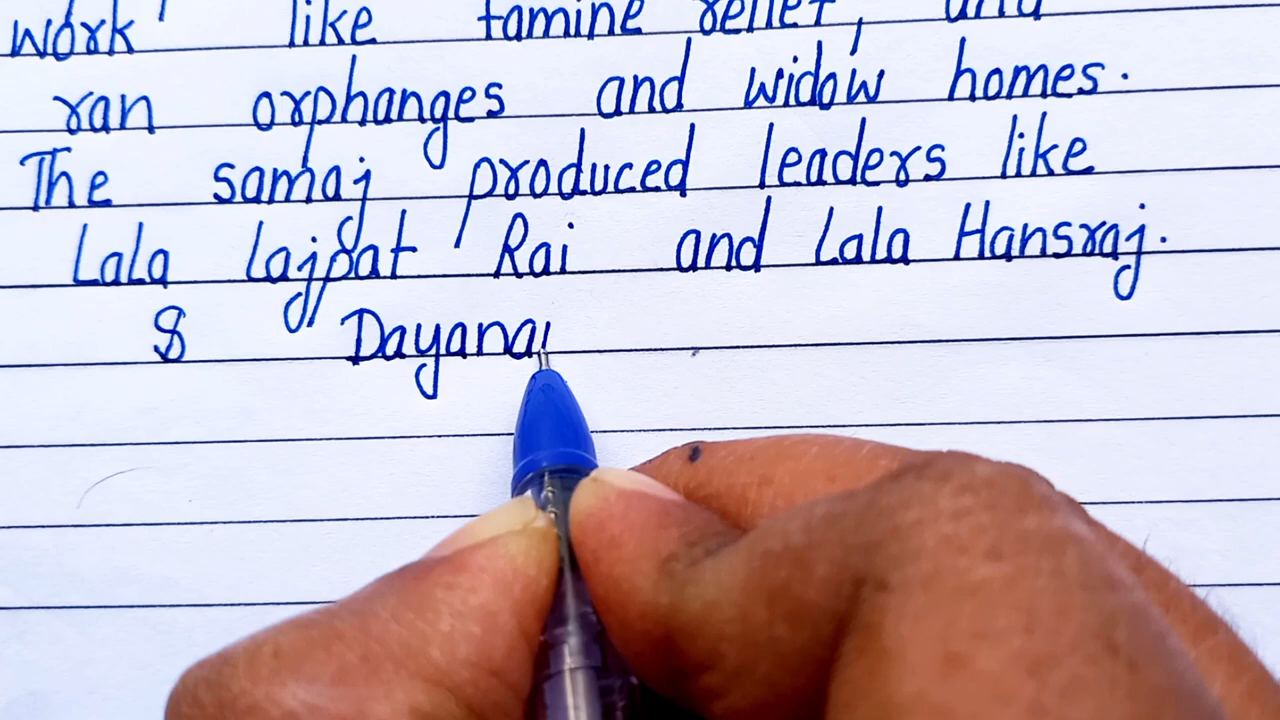 work like famine relief, and
ran orphanges and widow homes.
The samaj produced leaders like
Lala Lajpat Rai and Lala Hansraj.
S Dayana